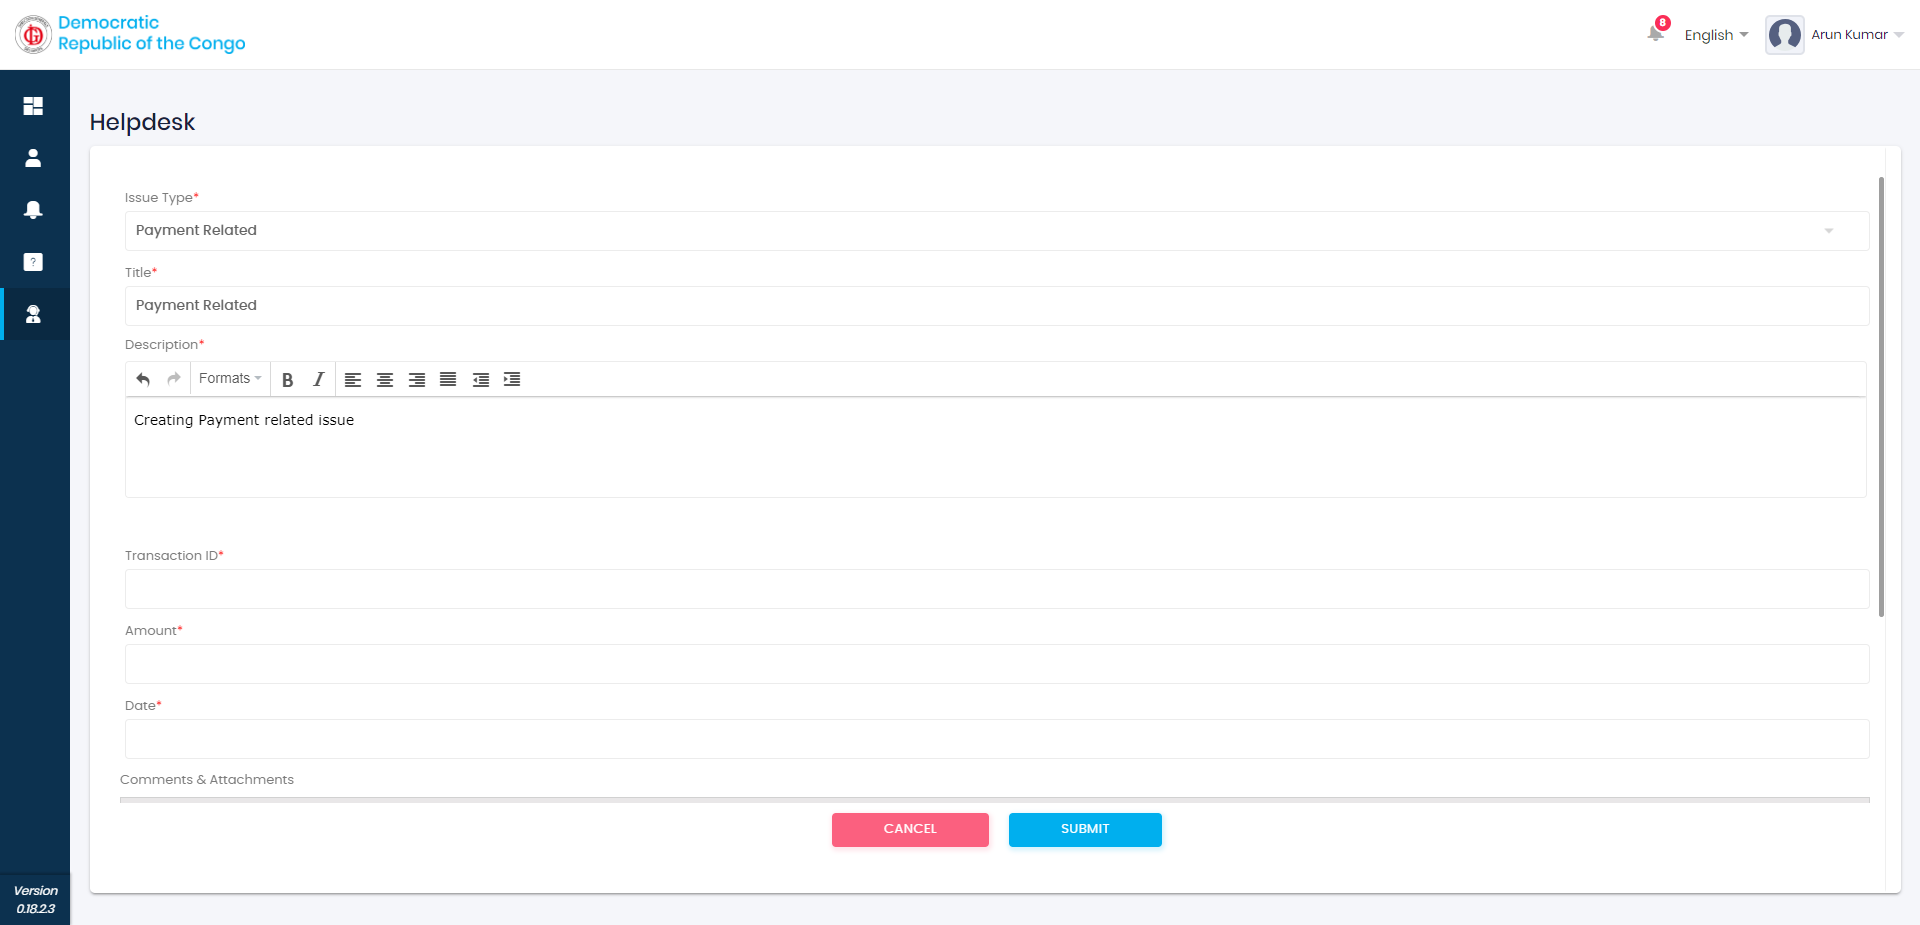 Democratic
Republic of the Congo
8
English
Arun Kumar
Helpdesk
Issue Type*
Payment Related
Title*
Payment Related
Description*
Formats
B I
Creating Payment related issue
Transaction ID*
Amount*
Date*
Comments & Attachments
CANCEL
SUBMIT
Version
0.18.2.3